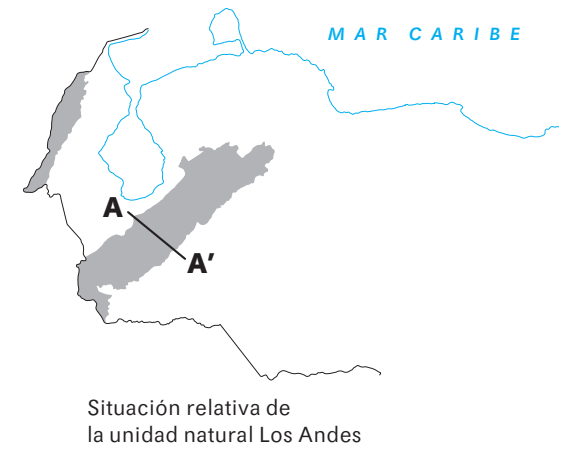 MAR CARIBE
A
A’
Situación relativa de
la unidad natural Los Andes